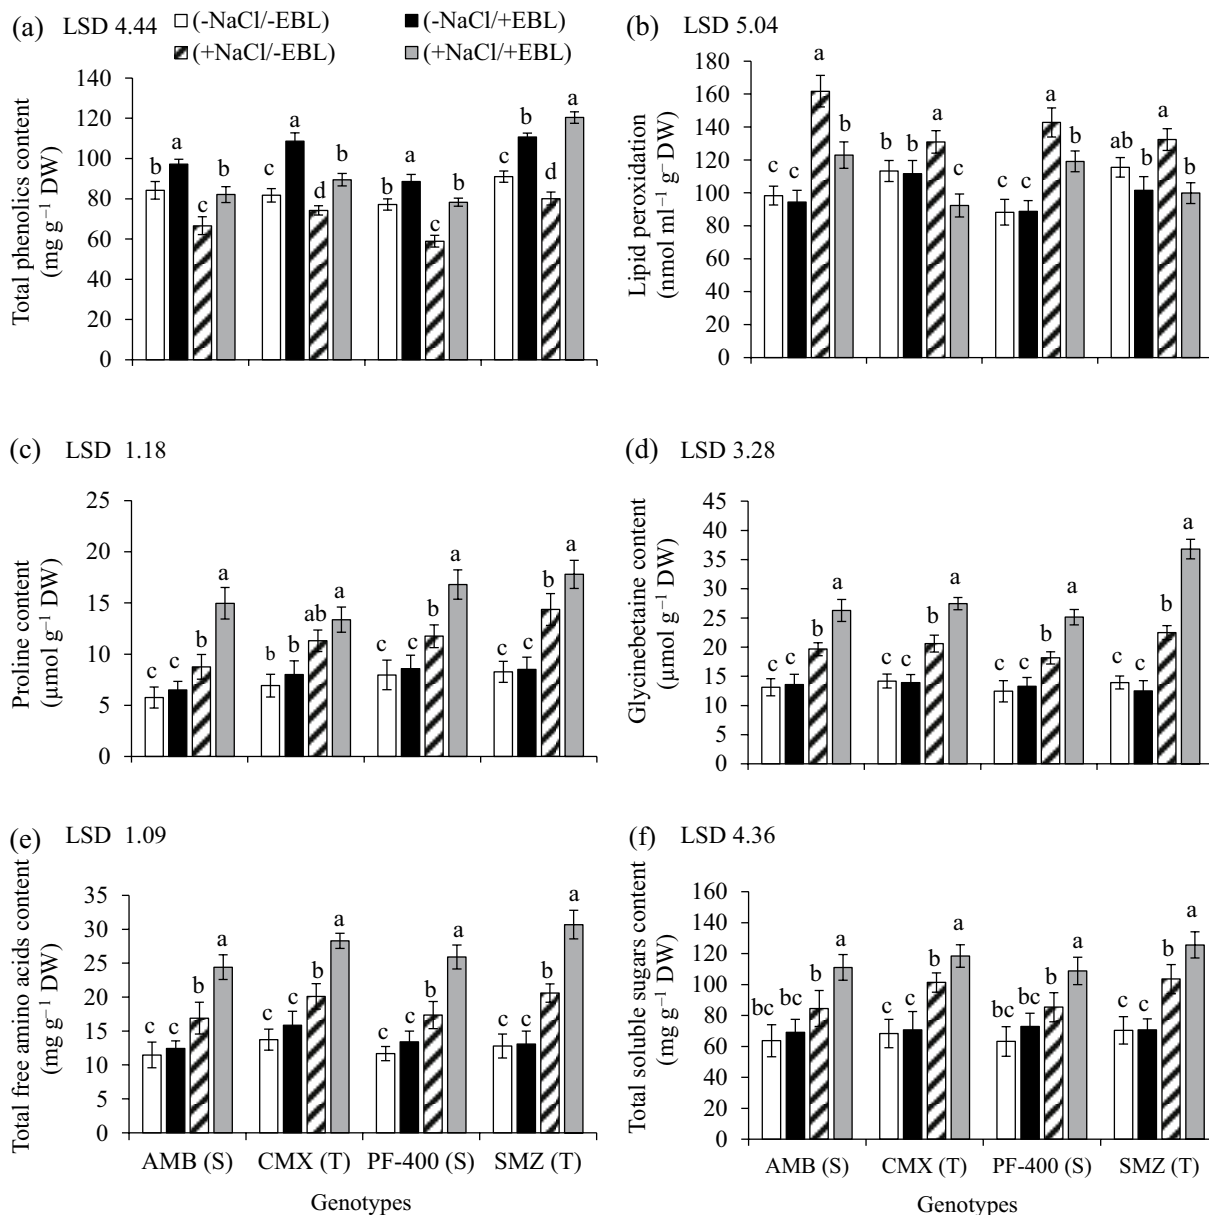 (a) LSD 4.44
(-NaCl/-EBL) (-NaCl/+EBL)
(+NaCl/-EBL) (+NaCl/+EBL)
Total phenolics content
(mg g⁻¹ DW)
140
120
100
80
60
40
20
0
b a c b
c a d b
b a c b
c b d a
(b) LSD 5.04
Lipid peroxidation
(nmol ml⁻¹ g⁻ DW)
180
160
140
120
100
80
60
40
20
0
c c a b
b b a c
c c a b
ab b a b
(c) LSD 1.18
Proline content
(μmol g⁻¹ DW)
25
20
15
10
5
0
c c b a
b b ab a
c c b a
c c b a
(d) LSD 3.28
Glycinebetaine content
(μmol g⁻¹ DW)
45
40
35
30
25
20
15
10
5
0
c c b a
c c b a
c c b a
c c b a
(e) LSD 1.09
Total free amino acids content
(mg g⁻¹ DW)
35
30
25
20
15
10
5
0
c c b a
c c b a
c c b a
c c b a
AMB (S) CMX (T) PF-400 (S) SMZ (T)
Genotypes
(f) LSD 4.36
Total soluble sugars content
(mg g⁻¹ DW)
160
140
120
100
80
60
40
20
0
bc bc b a
c c b a
bc bc b a
c c b a
AMB (S) CMX (T) PF-400 (S) SMZ (T)
Genotypes